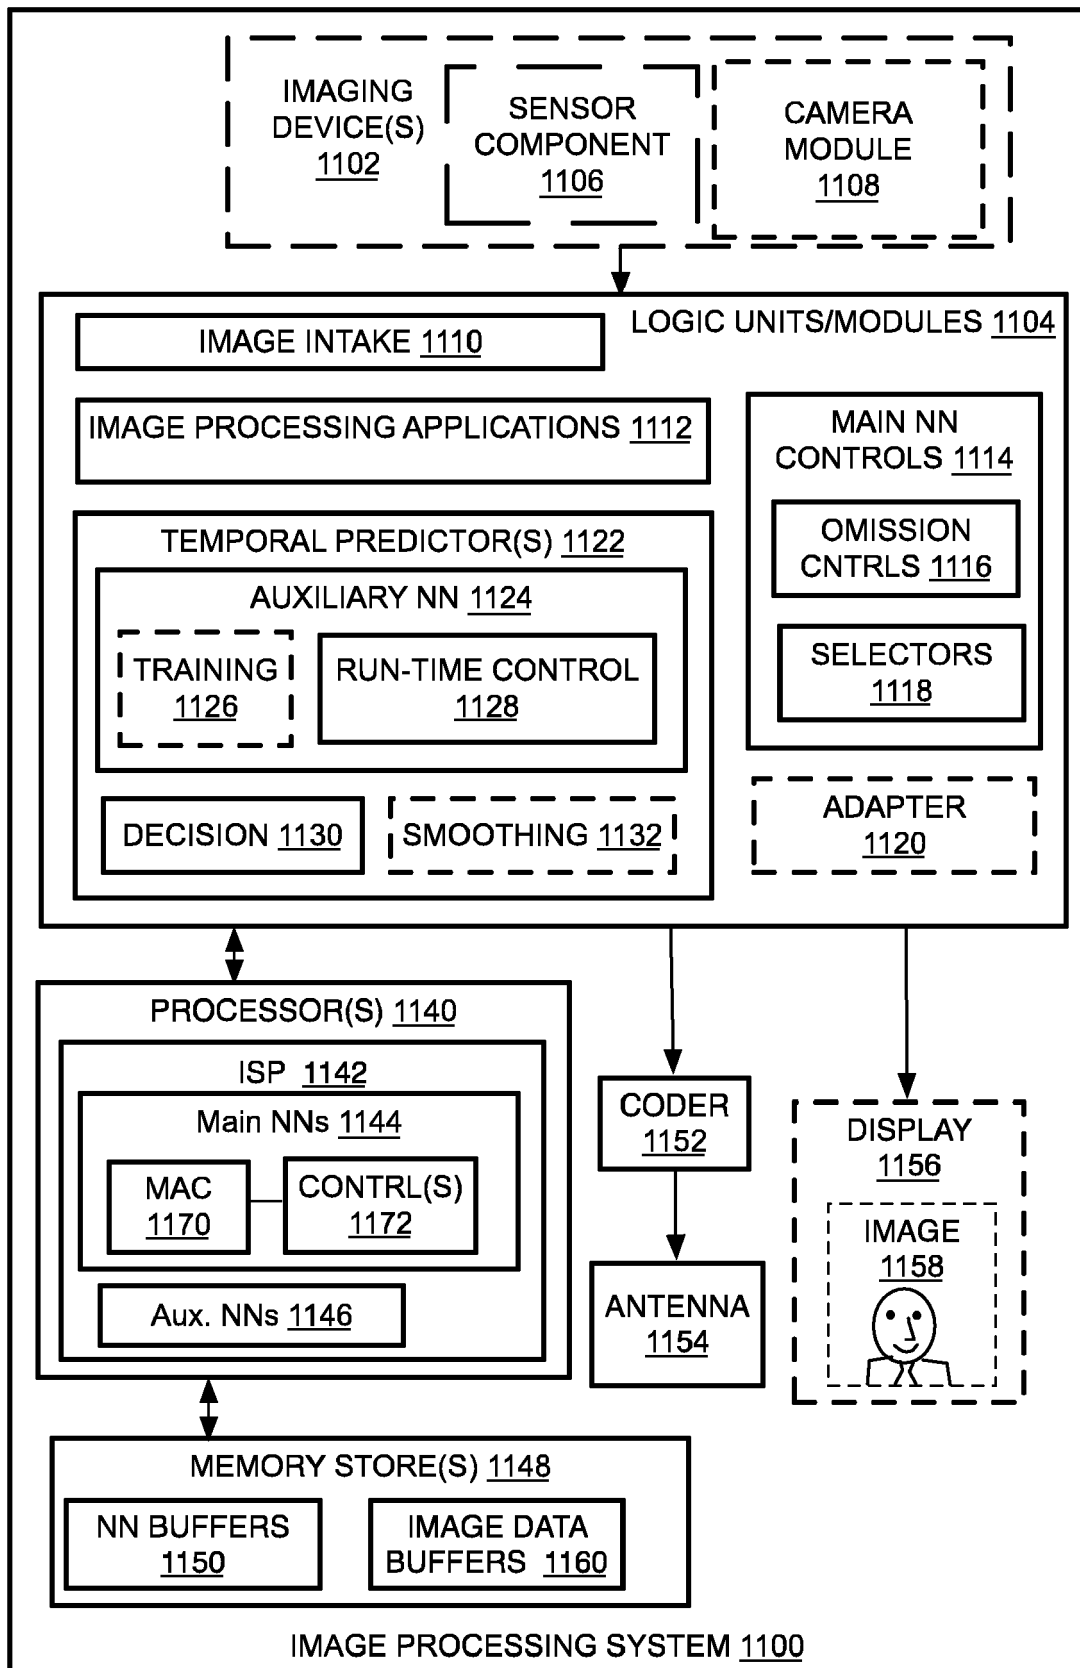 IMAGING
DEVICE(S)
1102
SENSOR
COMPONENT
1106
CAMERA
MODULE
1108
LOGIC UNITS/MODULES 1104
IMAGE INTAKE 1110
IMAGE PROCESSING APPLICATIONS 1112
MAIN NN
CONTROLS 1114
OMISSION
CNTRLS 1116
SELECTORS
1118
TEMPORAL PREDICTOR(S) 1122
AUXILIARY NN 1124
TRAINING
1126
RUN-TIME CONTROL
1128
DECISION 1130
SMOOTHING 1132
ADAPTER
1120
PROCESSOR(S) 1140
ISP 1142
Main NNs 1144
MAC
1170
CONTRL(S)
1172
Aux. NNs 1146
CODER
1152
ANTENNA
1154
DISPLAY
1156
IMAGE
1158
MEMORY STORE(S) 1148
NN BUFFERS
1150
IMAGE DATA
BUFFERS 1160
IMAGE PROCESSING SYSTEM 1100